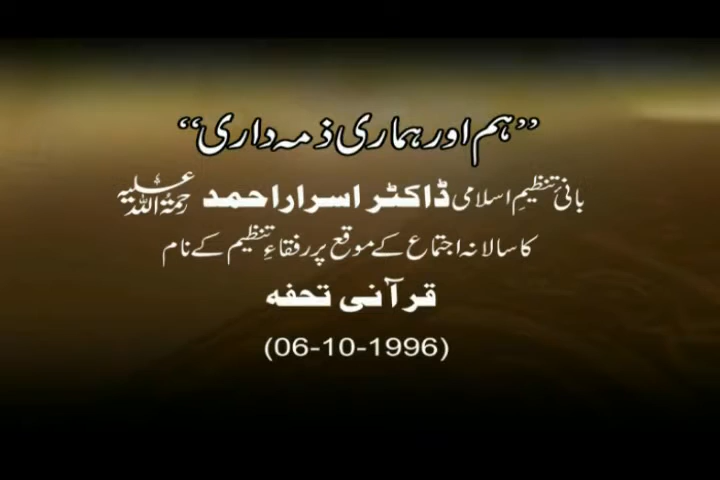 ”ہم اور ہماری ذمہ داری“
بانیٔ تنظیمِ اسلامی ڈاکٹر اسرار احمد رحمۃ اللہ علیہ
کا سالانہ اجتماع کے موقع پر رفقاءِ تنظیم کے نام
قرآنی تحفہ
(06-10-1996)